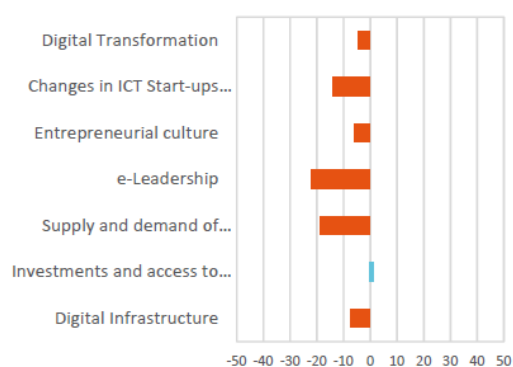 Digital Transformation
Changes in ICT Start-ups...
Entrepreneurial culture
e-Leadership
Supply and demand of...
Investments and access to...
Digital Infrastructure
-50 -40 -30 -20 -10 0 10 20 30 40 50